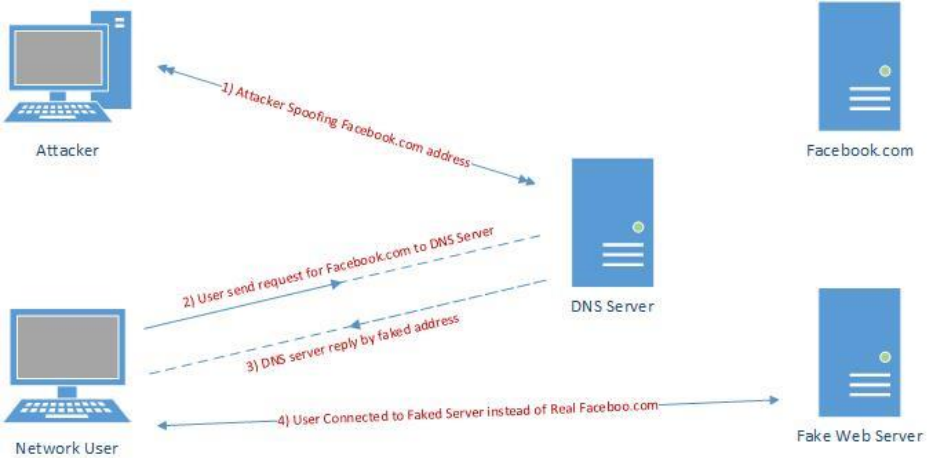 1) Attacker Spoofing Facebook.com address
Attacker
Facebook.com
2) User send request for Facebook.com to DNS Server
DNS Server
3) DNS server reply by faked address
4) User Connected to Faked Server instead of Real Faceboo.com
Network User
Fake Web Server